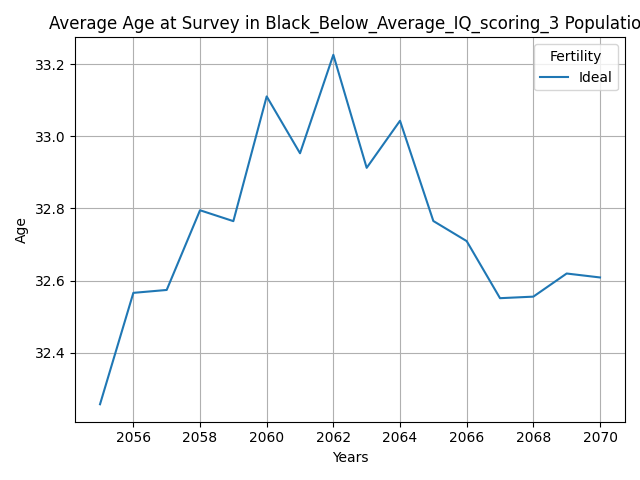 Average Age at Survey in Black_Below_Average_IQ_scoring_3 Populatio
Fertility
Ideal
33.2
33.0
32.8
32.6
32.4
Age
2056 2058 2060 2062 2064 2066 2068 2070
Years